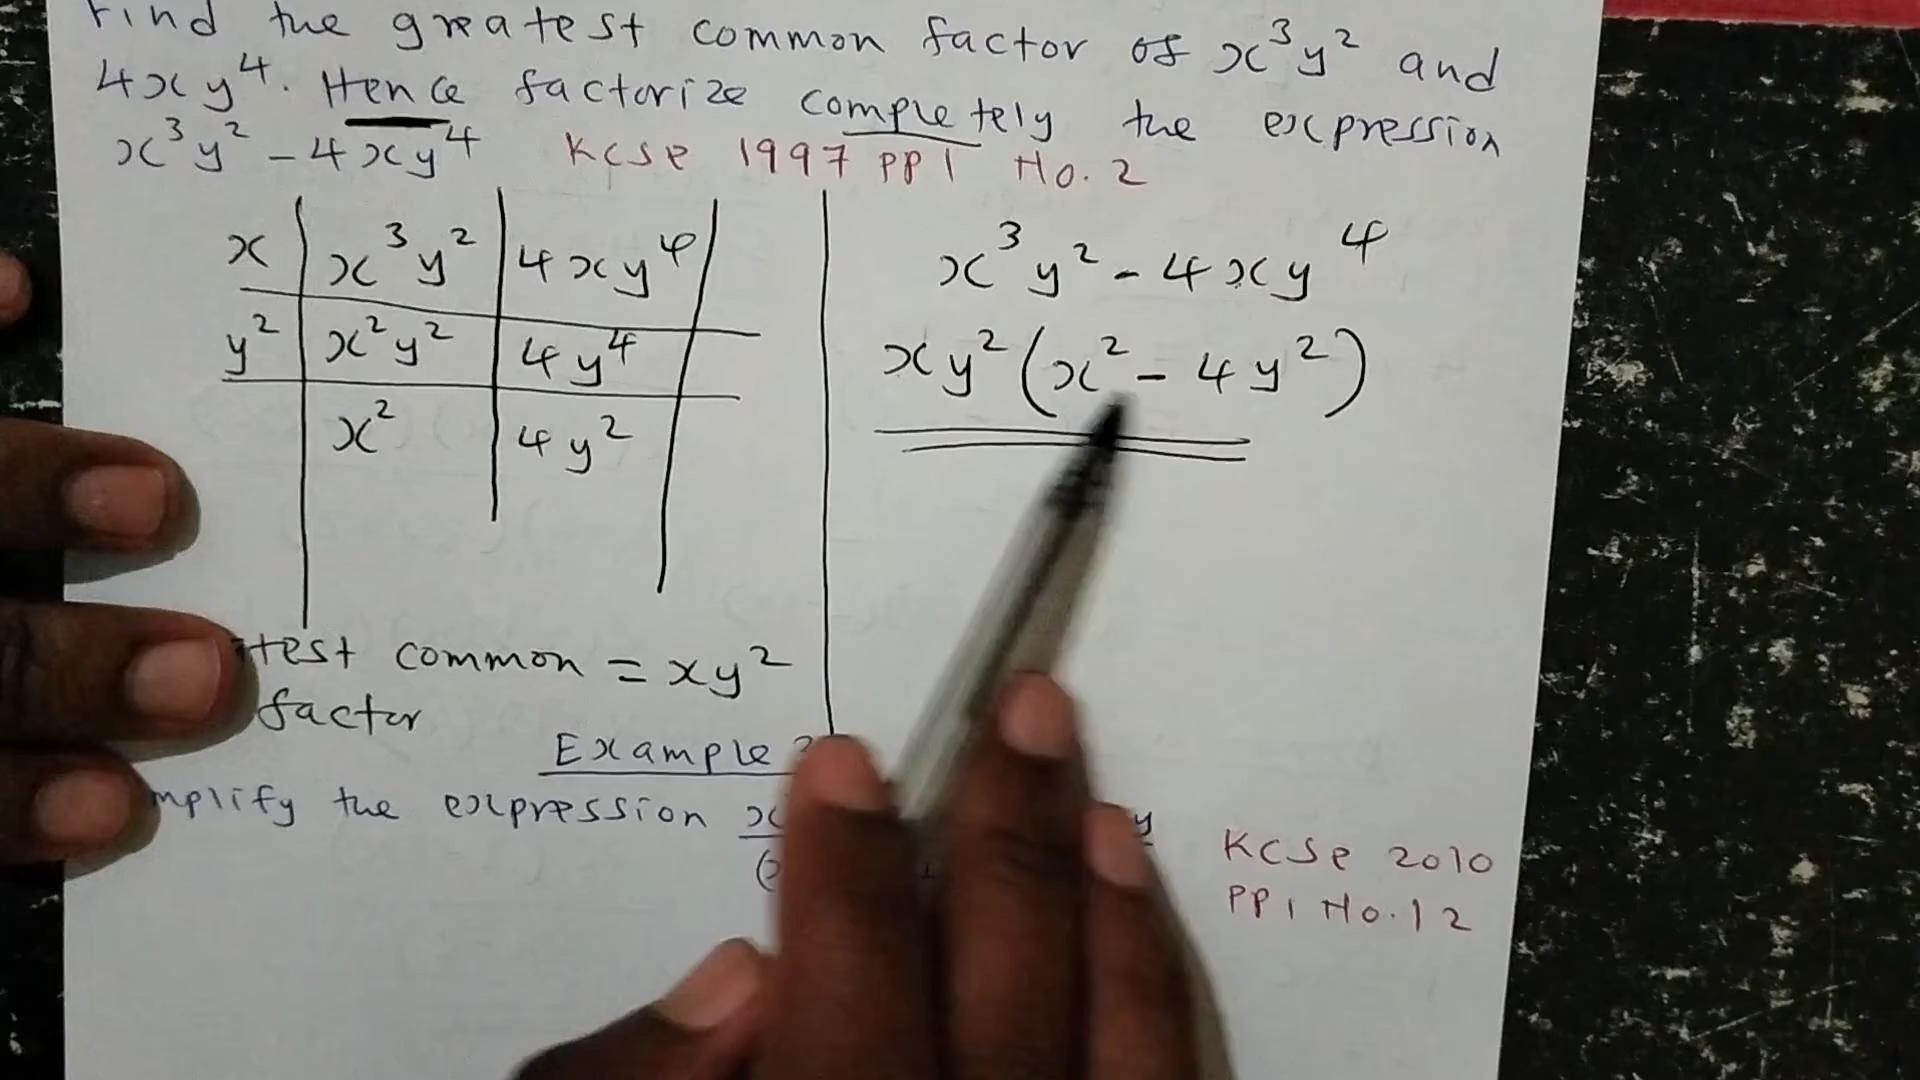 Find the greatest common factor of x³y² and
4xy⁴. Hence factorize completely the expression
x³y² - 4xy⁴ KCSE 1997 PP1 No. 2
x | x³y² | 4xy⁴
y² | x²y² | 4y⁴
x² | 4y²
common = xy²
factor
x³y² - 4xy⁴
xy²(x² - 4y²)
Example
the expression
KCSE 2010
PP1 No. 12